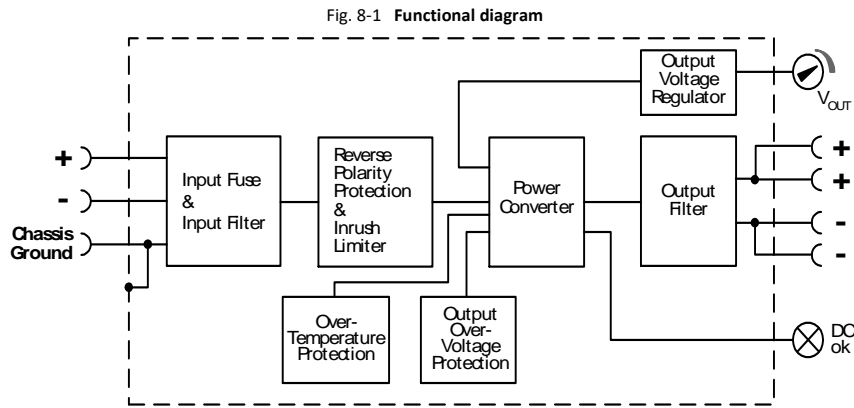 Fig. 8-1 Functional diagram
Output
Voltage
Regulator
VOUT
+
-
Chassis
Ground
Input Fuse
&
Input Filter
Reverse
Polarity
Protection
&
Inrush
Limiter
Power
Converter
Output
Filter
+
+
-
-
Over-
Temperature
Protection
Output
Over-
Voltage
Protection
DC
ok